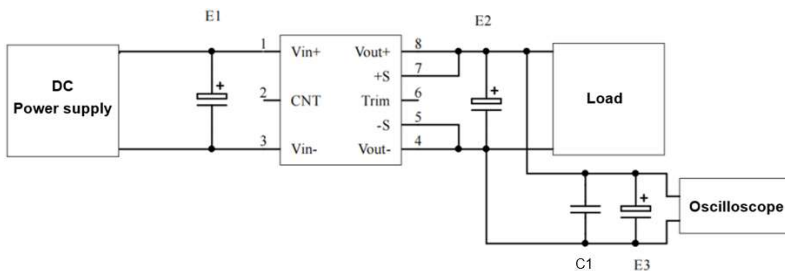 E1
E2
DC
Power supply
1 Vin+ Vout+ 8
+S 7
2 CNT Trim 6
-S 5
3 Vin- Vout- 4
+
+
Load
+
Oscilloscope
C1 E3